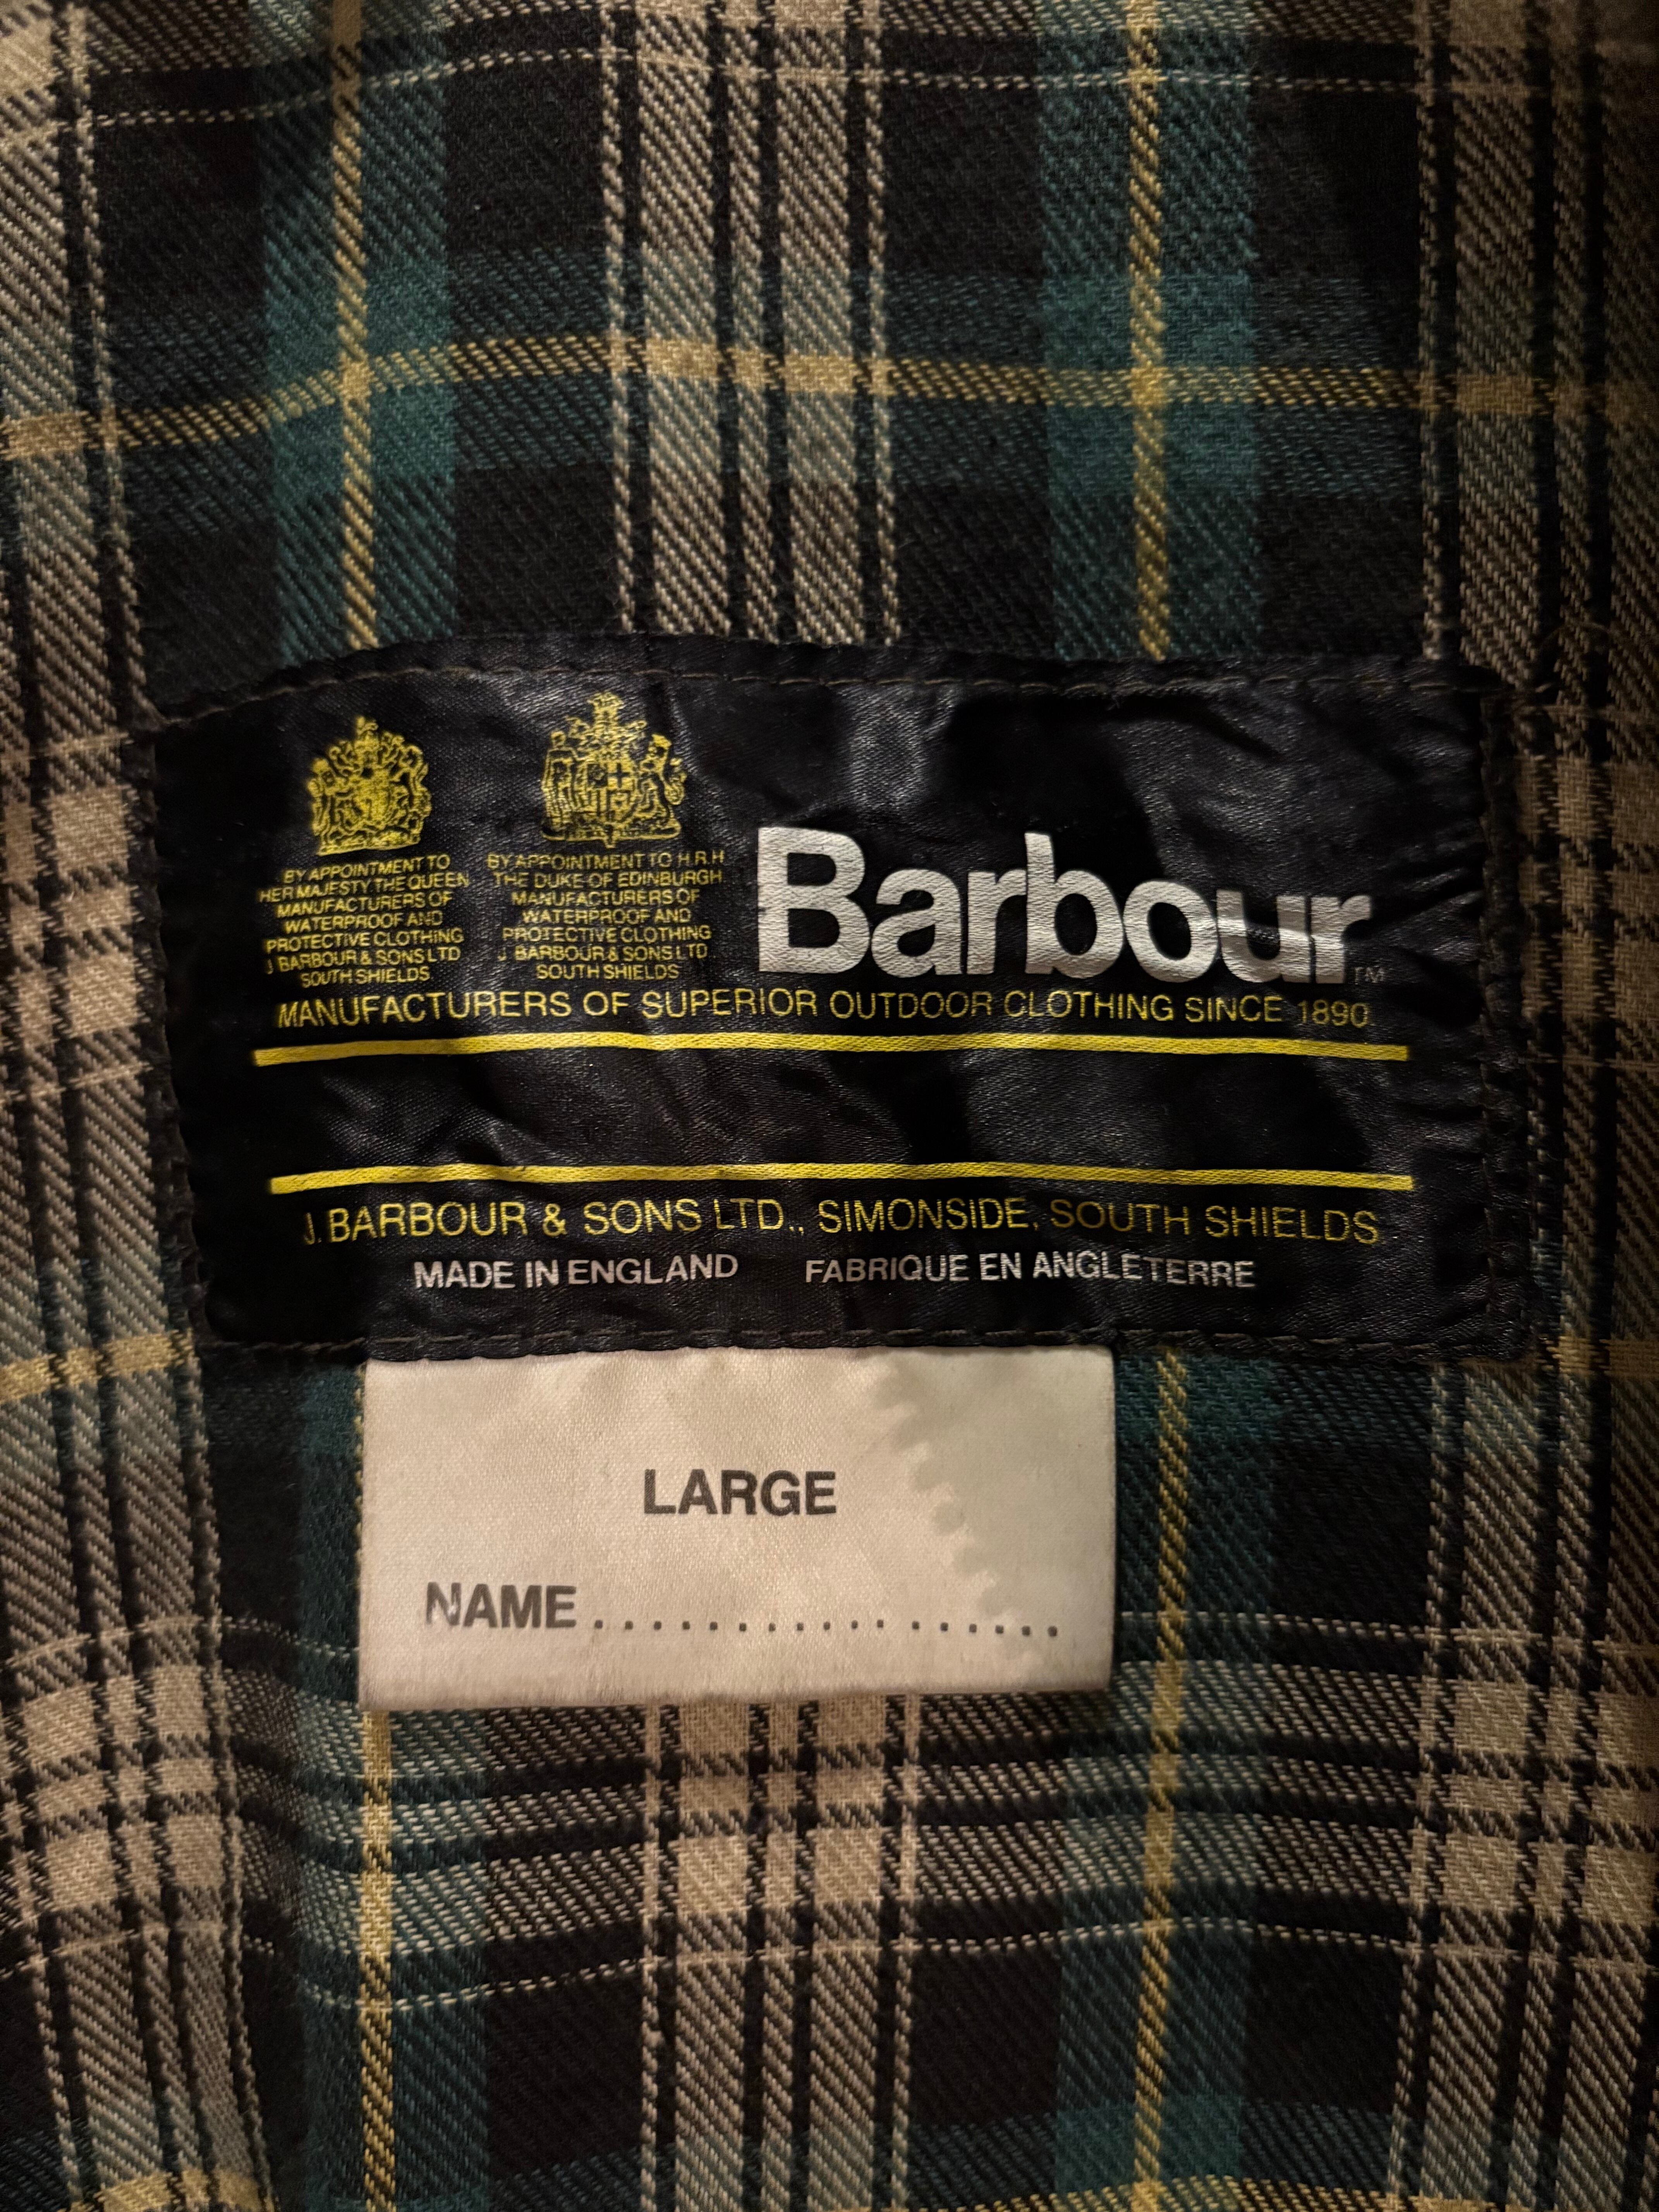 BY APPOINTMENT TO
HER MAJESTY THE QUEEN
MANUFACTURERS OF
WATERPROOF AND
PROTECTIVE CLOTHING
J BARBOUR & SONS LTD
SOUTH SHIELDS
BY APPOINTMENT TO H.R.H
THE DUKE OF EDINBURGH
MANUFACTURERS OF
WATERPROOF AND
PROTECTIVE CLOTHING
J BARBOUR & SONS LTD
SOUTH SHIELDS
Barbour TM
MANUFACTURERS OF SUPERIOR OUTDOOR CLOTHING SINCE 1890.
J. BARBOUR & SONS LTD., SIMONSIDE, SOUTH SHIELDS
MADE IN ENGLAND FABRIQUE EN ANGLETERRE
LARGE
NAME .................